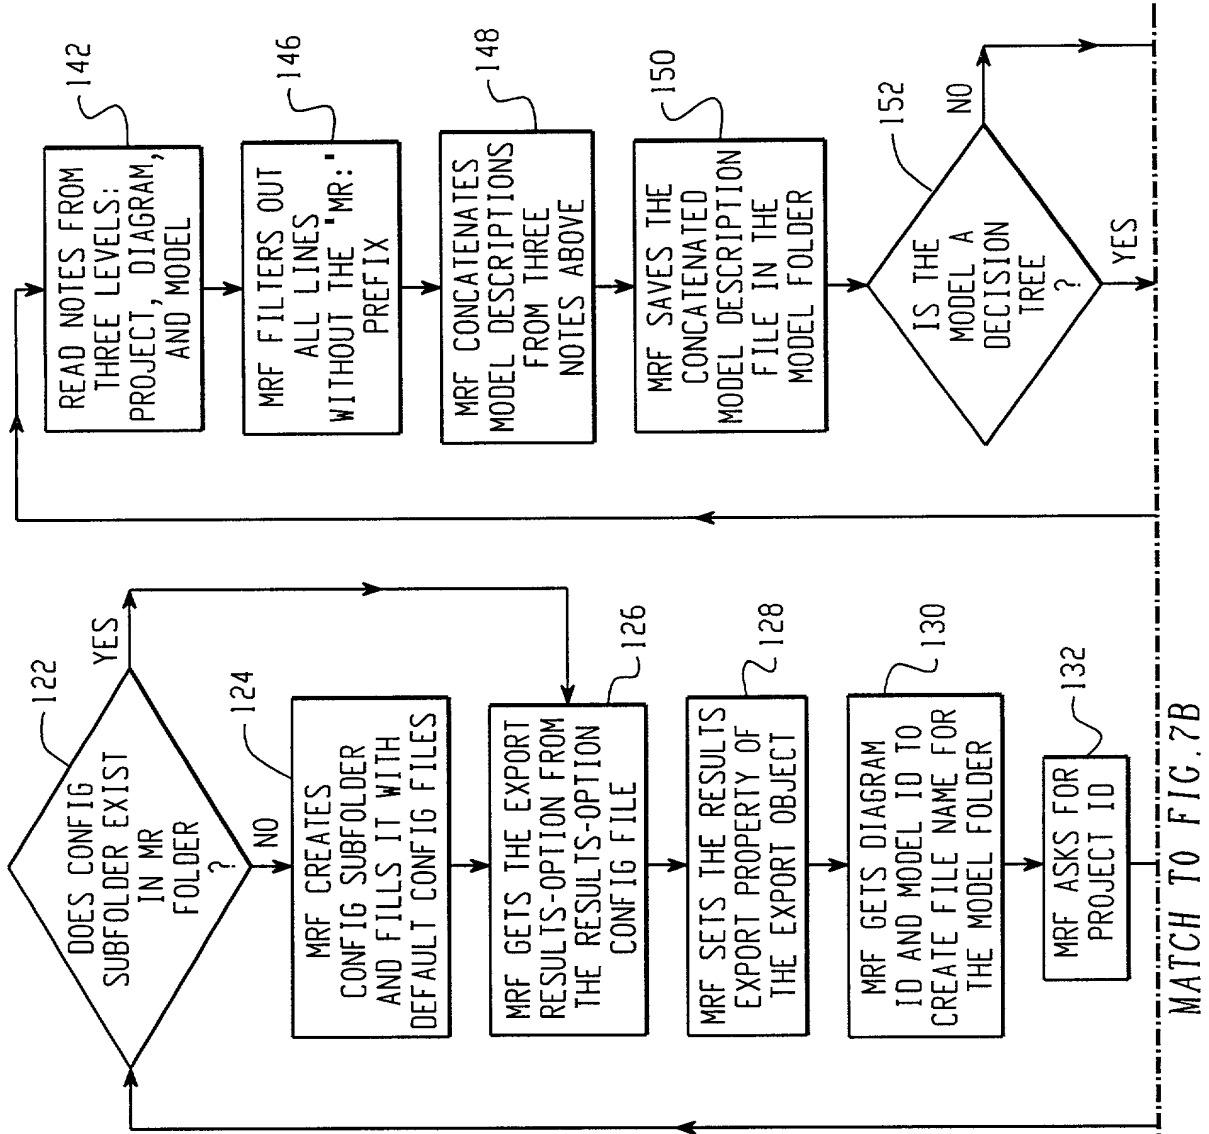 DOES CONFIG
SUBFOLDER EXIST
IN MR
FOLDER
?
122
YES
NO
124
MRF CREATES
CONFIG SUBFOLDER
AND FILLS IT WITH
DEFAULT CONFIG FILES
126
MRF GETS THE EXPORT
RESULTS-OPTION FROM
THE RESULTS-OPTION
CONFIG FILE
128
MRF SETS THE RESULTS
EXPORT PROPERTY OF
THE EXPORT OBJECT
130
MRF GETS DIAGRAM
ID AND MODEL ID TO
CREATE FILE NAME FOR
THE MODEL FOLDER
132
MRF ASKS FOR
PROJECT ID
142
READ NOTES FROM
THREE LEVELS:
PROJECT, DIAGRAM,
AND MODEL
146
MRF FILTERS OUT
ALL LINES
WITHOUT THE "MR:"
PREFIX
148
MRF CONCATENATES
MODEL DESCRIPTIONS
FROM THREE
NOTES ABOVE
150
MRF SAVES THE
CONCATENATED
MODEL DESCRIPTION
FILE IN THE
MODEL FOLDER
152
IS THE
MODEL A
DECISION
TREE
?
NO
YES
MATCH TO FIG.7B